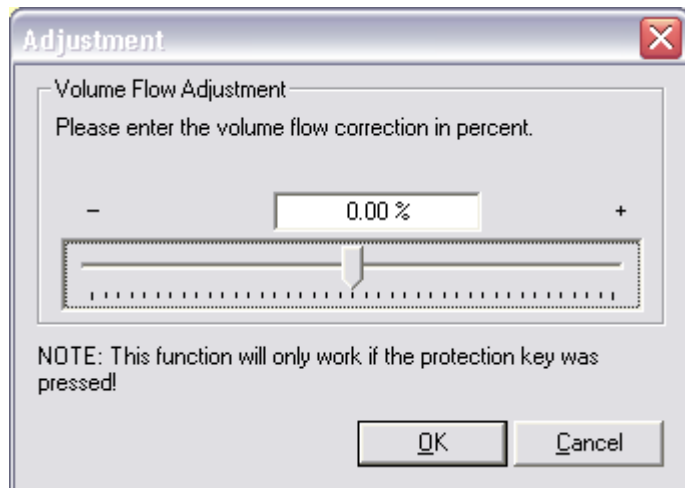 Adjustment
Volume Flow Adjustment
Please enter the volume flow correction in percent.
– 0.00 % +
NOTE: This function will only work if the protection key was
pressed!
OK Cancel